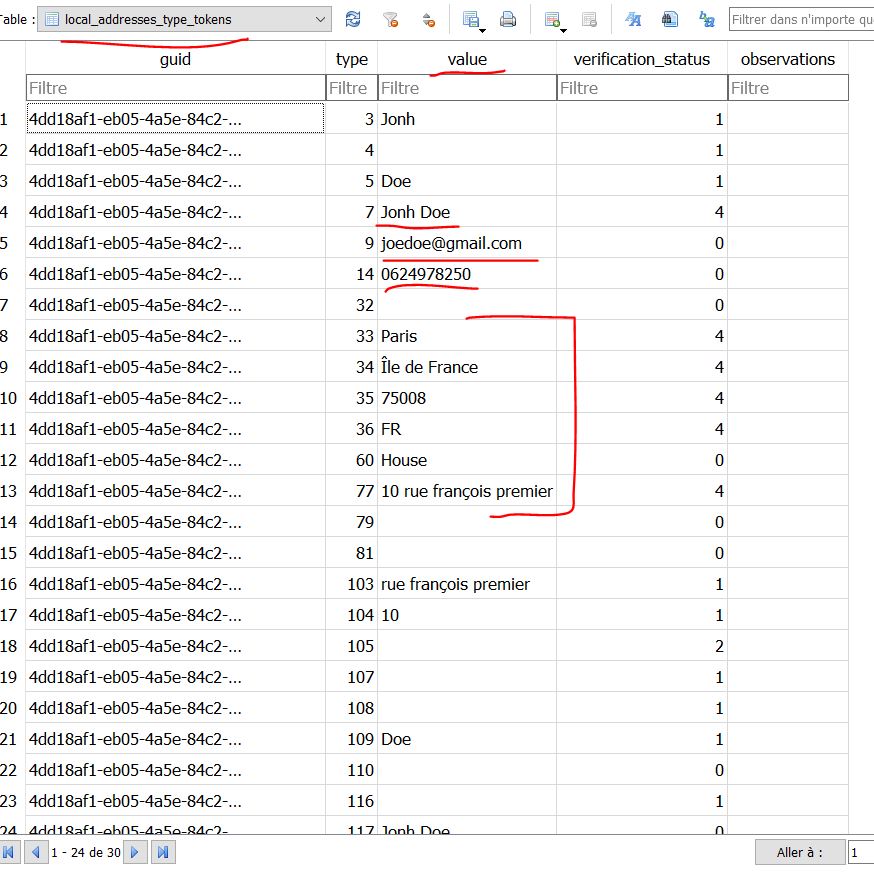 Table : local_addresses_type_tokens Filtrer dans n'importe que
guid type value verification_status observations
Filtre Filtre Filtre Filtre Filtre
1 4dd18af1-eb05-4a5e-84c2-... 3 Jonh 1
2 4dd18af1-eb05-4a5e-84c2-... 4 1
3 4dd18af1-eb05-4a5e-84c2-... 5 Doe 1
4 4dd18af1-eb05-4a5e-84c2-... 7 Jonh Doe 4
5 4dd18af1-eb05-4a5e-84c2-... 9 joedoe@gmail.com 0
6 4dd18af1-eb05-4a5e-84c2-... 14 0624978250 0
7 4dd18af1-eb05-4a5e-84c2-... 32 0
8 4dd18af1-eb05-4a5e-84c2-... 33 Paris 4
9 4dd18af1-eb05-4a5e-84c2-... 34 Île de France 4
10 4dd18af1-eb05-4a5e-84c2-... 35 75008 4
11 4dd18af1-eb05-4a5e-84c2-... 36 FR 4
12 4dd18af1-eb05-4a5e-84c2-... 60 House 0
13 4dd18af1-eb05-4a5e-84c2-... 77 10 rue françois premier 4
14 4dd18af1-eb05-4a5e-84c2-... 79 0
15 4dd18af1-eb05-4a5e-84c2-... 81 0
16 4dd18af1-eb05-4a5e-84c2-... 103 rue françois premier 1
17 4dd18af1-eb05-4a5e-84c2-... 104 10 1
18 4dd18af1-eb05-4a5e-84c2-... 105 2
19 4dd18af1-eb05-4a5e-84c2-... 107 1
20 4dd18af1-eb05-4a5e-84c2-... 108 1
21 4dd18af1-eb05-4a5e-84c2-... 109 Doe 1
22 4dd18af1-eb05-4a5e-84c2-... 110 0
23 4dd18af1-eb05-4a5e-84c2-... 116 1
24 4dd18af1-eb05-4a5e-84c2-... 117 Jonh Doe 0
1 - 24 de 30 Aller à : 1